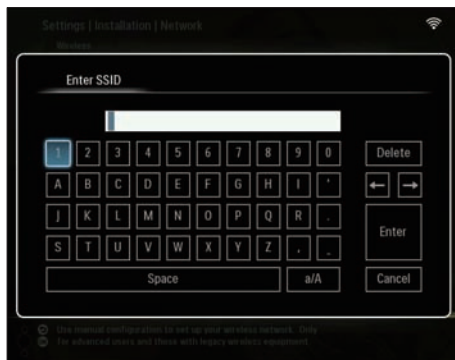 Settings | Installation | Network
Wireless
Enter SSID
1 2 3 4 5 6 7 8 9 0 Delete
A B C D E F G H I ' ← →
J K L M N O P Q R .
Enter
S T U V W X Y Z , _
Space a/A Cancel
Use manual configuration to set up your wireless network. Only
for advanced users and those with legacy wireless equipment.